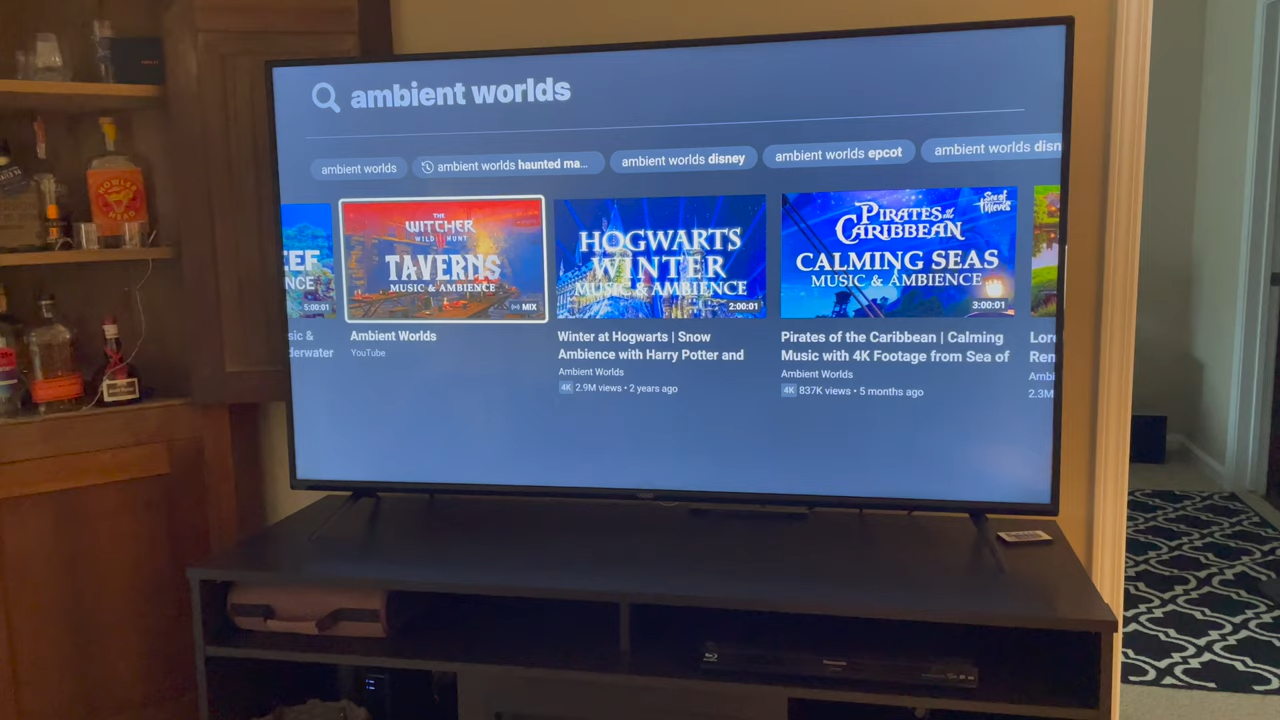 ambient worlds
ambient worlds
ambient worlds haunted ma...
ambient worlds disney
ambient worlds epcot
ambient worlds disn
EEF
NCE
5:00:01
sic &
derwater
THE
WITCHER
WILD HUNT
TAVERNS
MUSIC & AMBIENCE
MIX
Ambient Worlds
YouTube
HOGWARTS
WINTER
MUSIC & AMBIENCE
2:00:01
Winter at Hogwarts | Snow
Ambience with Harry Potter and
Ambient Worlds
4K 2.9M views • 2 years ago
Sea of
Thieves
PIRATES of the
CARIBBEAN
CALMING SEAS
MUSIC & AMBIENCE
3:00:01
Pirates of the Caribbean | Calming
Music with 4K Footage from Sea of
Ambient Worlds
4K 837K views • 5 months ago
Lore
Ren
Ambi
2.3M
HOWLER
HEAD